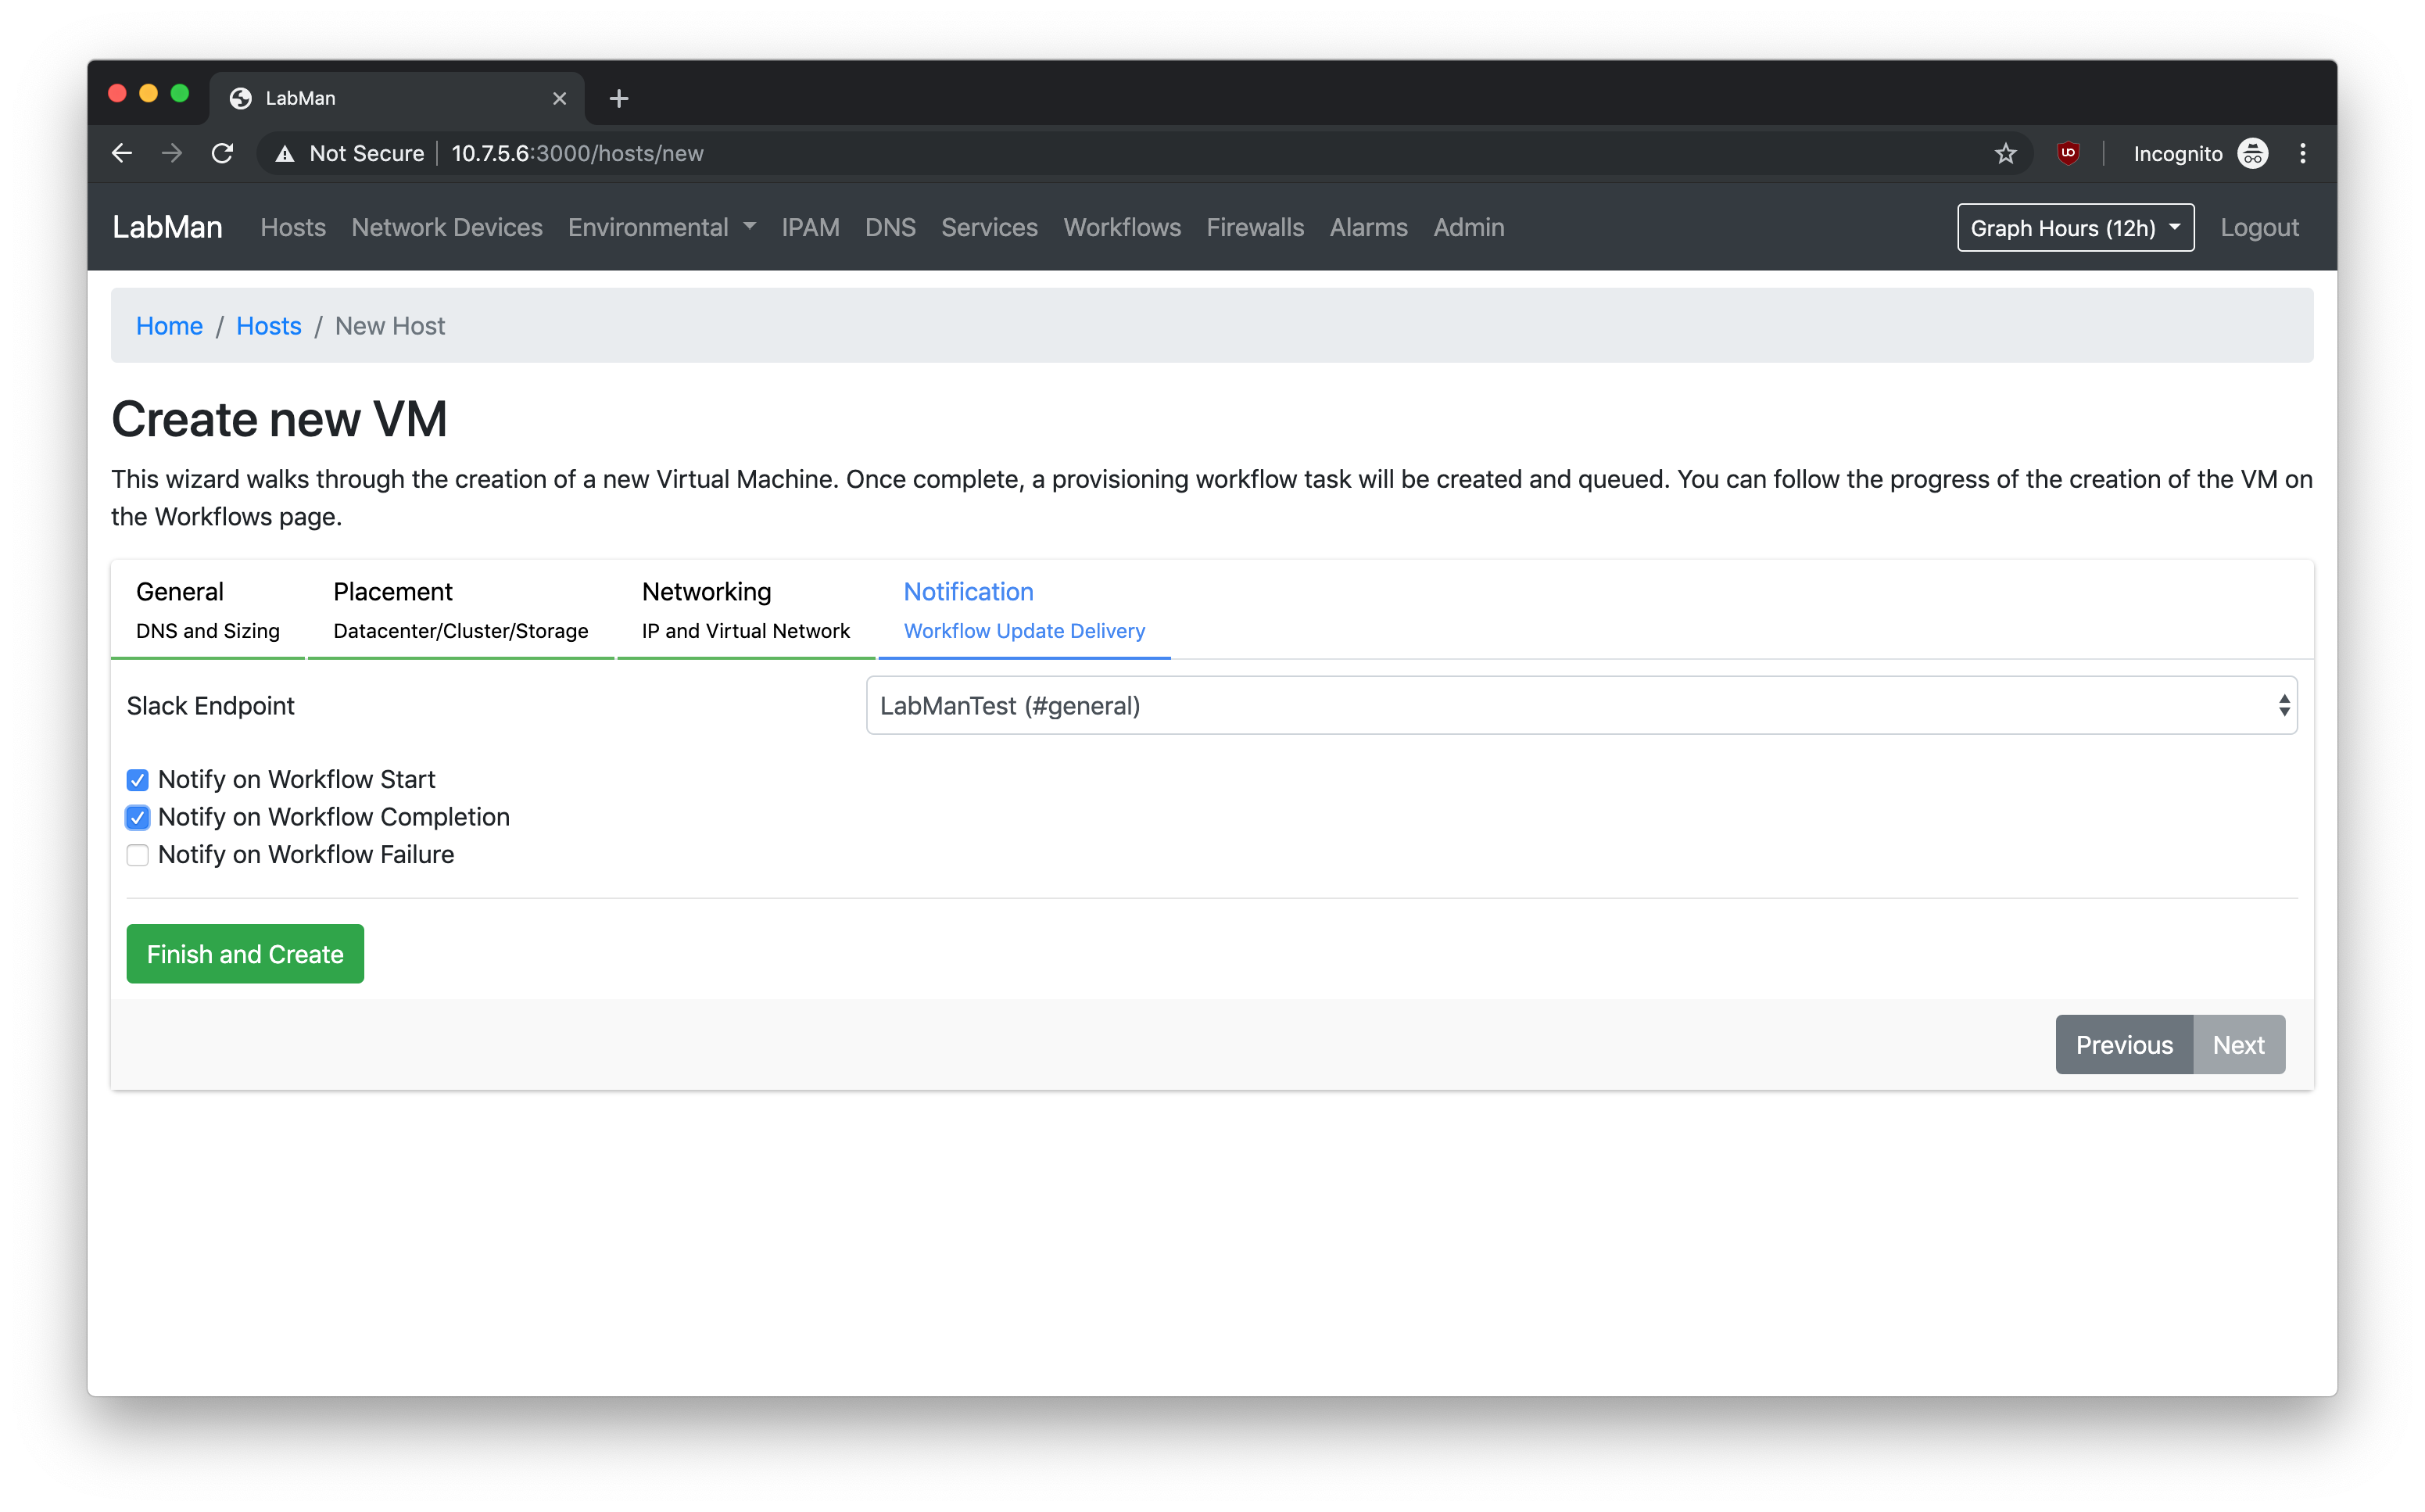 LabMan
Not Secure 10.7.5.6:3000/hosts/new Incognito
LabMan Hosts Network Devices Environmental IPAM DNS Services Workflows Firewalls Alarms Admin Graph Hours (12h) Logout
Home / Hosts / New Host
Create new VM
This wizard walks through the creation of a new Virtual Machine. Once complete, a provisioning workflow task will be created and queued. You can follow the progress of the creation of the VM on
the Workflows page.
General Placement Networking Notification
DNS and Sizing Datacenter/Cluster/Storage IP and Virtual Network Workflow Update Delivery
Slack Endpoint LabManTest (#general)
Notify on Workflow Start
Notify on Workflow Completion
Notify on Workflow Failure
Finish and Create
Previous Next